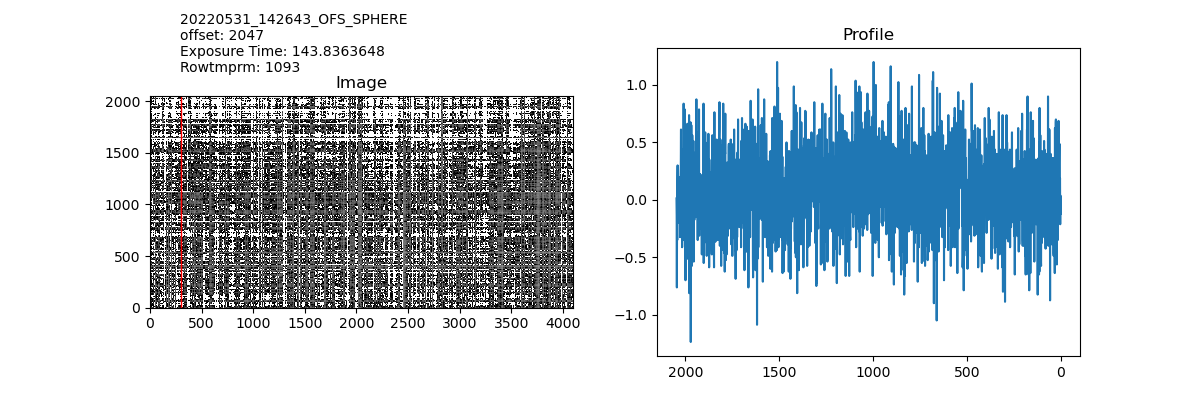 20220531_142643_OFS_SPHERE
offset: 2047
Exposure Time: 143.8363648
Rowtmprm: 1093
Image
2000
1500
1000
500
0
0 500 1000 1500 2000 2500 3000 3500 4000
Profile
1.0
0.5
0.0
−0.5
−1.0
2000 1500 1000 500 0